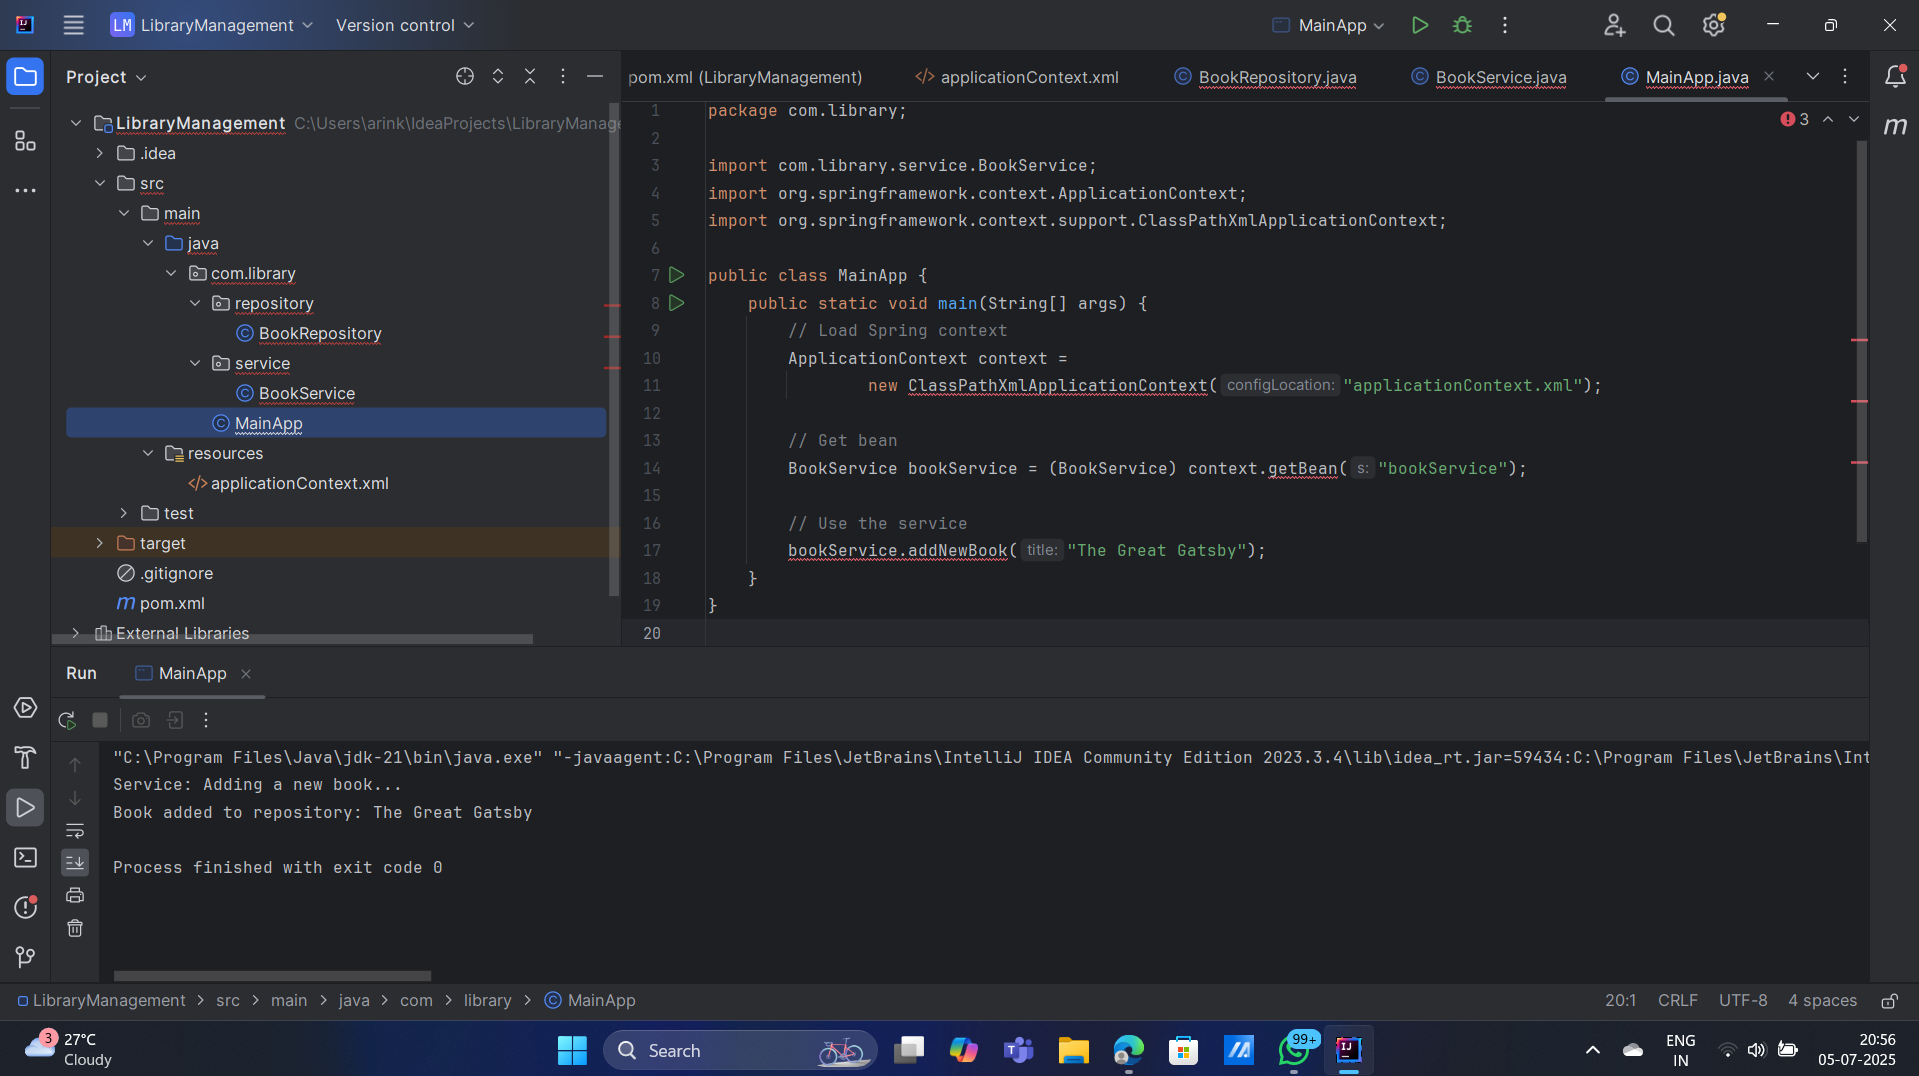 LM LibraryManagement Version control MainApp
Project
pom.xml (LibraryManagement) applicationContext.xml BookRepository.java BookService.java MainApp.java
LibraryManagement C:\Users\arink\IdeaProjects\LibraryManage
.idea
src
main
java
com.library
repository
BookRepository
service
BookService
MainApp
resources
applicationContext.xml
test
target
.gitignore
pom.xml
External Libraries
3
1 package com.library;
2
3 import com.library.service.BookService;
4 import org.springframework.context.ApplicationContext;
5 import org.springframework.context.support.ClassPathXmlApplicationContext;
6
7 public class MainApp {
8 public static void main(String[] args) {
9 // Load Spring context
10 ApplicationContext context =
11 new ClassPathXmlApplicationContext( configLocation: "applicationContext.xml");
12
13 // Get bean
14 BookService bookService = (BookService) context.getBean( s: "bookService");
15
16 // Use the service
17 bookService.addNewBook( title: "The Great Gatsby");
18 }
19 }
20
Run MainApp
"C:\Program Files\Java\jdk-21\bin\java.exe" "-javaagent:C:\Program Files\JetBrains\IntelliJ IDEA Community Edition 2023.3.4\lib\idea_rt.jar=59434:C:\Program Files\JetBrains\Int
Service: Adding a new book...
Book added to repository: The Great Gatsby
Process finished with exit code 0
LibraryManagement > src > main > java > com > library > MainApp 20:1 CRLF UTF-8 4 spaces
3 27°C
Cloudy
Search
99+
ENG
IN
20:56
05-07-2025